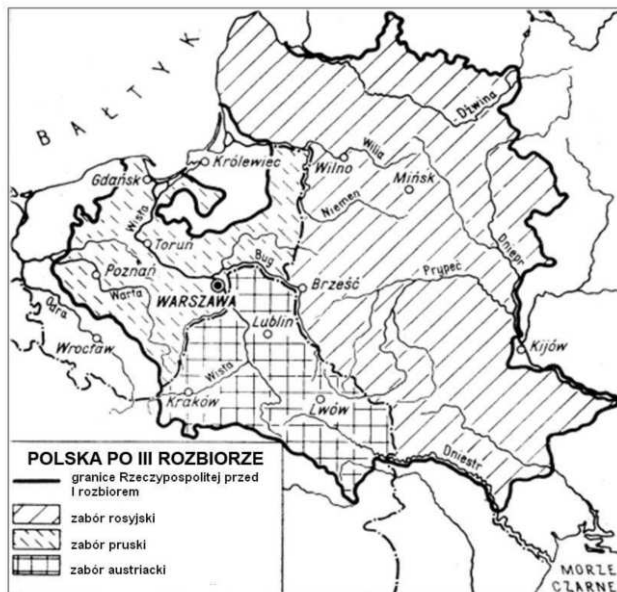 BAŁTYK
Dźwina
Królewiec
Gdańsk
Wilno
Wilia
Mińsk
Niemen
Wisła
Toruń
Dniepr
Bug
Prypeć
Poznań
Warta
WARSZAWA
Brześć
Odra
Lublin
Wrocław
Kijów
Wisła
Kraków
Lwów
Dniestr
POLSKA PO III ROZBIORZE
granice Rzeczypospolitej przed
I rozbiorem
zabór rosyjski
zabór pruski
zabór austriacki
MORZE
CZARNE